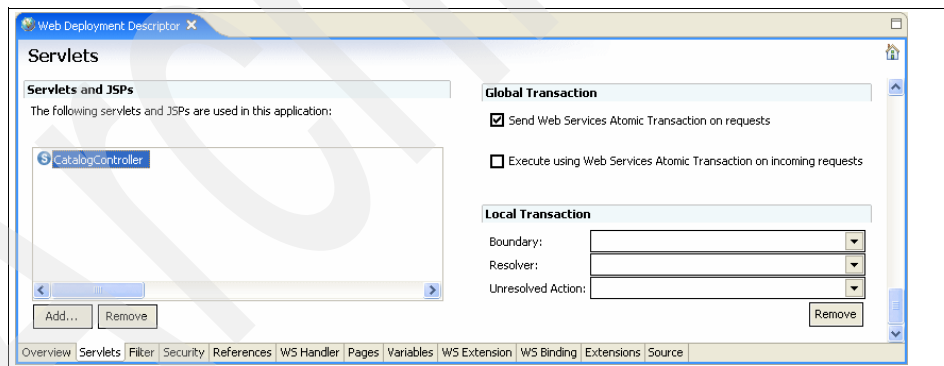 Web Deployment Descriptor
Servlets
Servlets and JSPs
The following servlets and JSPs are used in this application:
CatalogController
Add...
Remove
Global Transaction
Send Web Services Atomic Transaction on requests
Execute using Web Services Atomic Transaction on incoming requests
Local Transaction
Boundary:
Resolver:
Unresolved Action:
Remove
Overview Servlets Filter Security References WS Handler Pages Variables WS Extension WS Binding Extensions Source